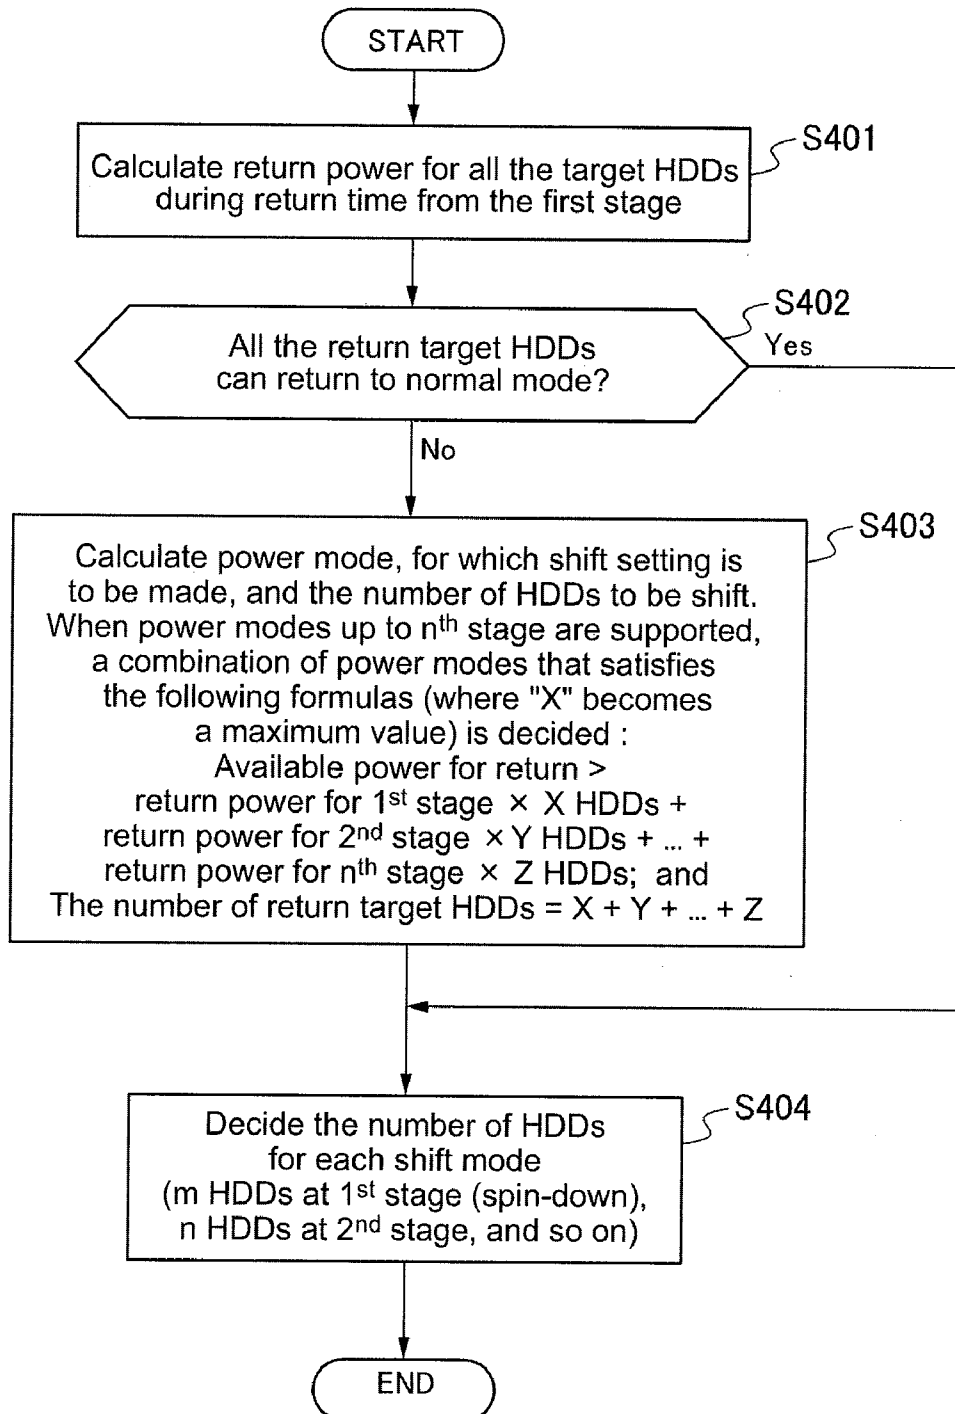 START
S401
Calculate return power for all the target HDDs
during return time from the first stage
S402
All the return target HDDs
can return to normal mode?
Yes
No
S403
Calculate power mode, for which shift setting is
to be made, and the number of HDDs to be shift.
When power modes up to nth stage are supported,
a combination of power modes that satisfies
the following formulas (where "X" becomes
a maximum value) is decided :
Available power for return >
return power for 1st stage × X HDDs +
return power for 2nd stage × Y HDDs + ... +
return power for nth stage × Z HDDs; and
The number of return target HDDs = X + Y + ... + Z
S404
Decide the number of HDDs
for each shift mode
(m HDDs at 1st stage (spin-down),
n HDDs at 2nd stage, and so on)
END